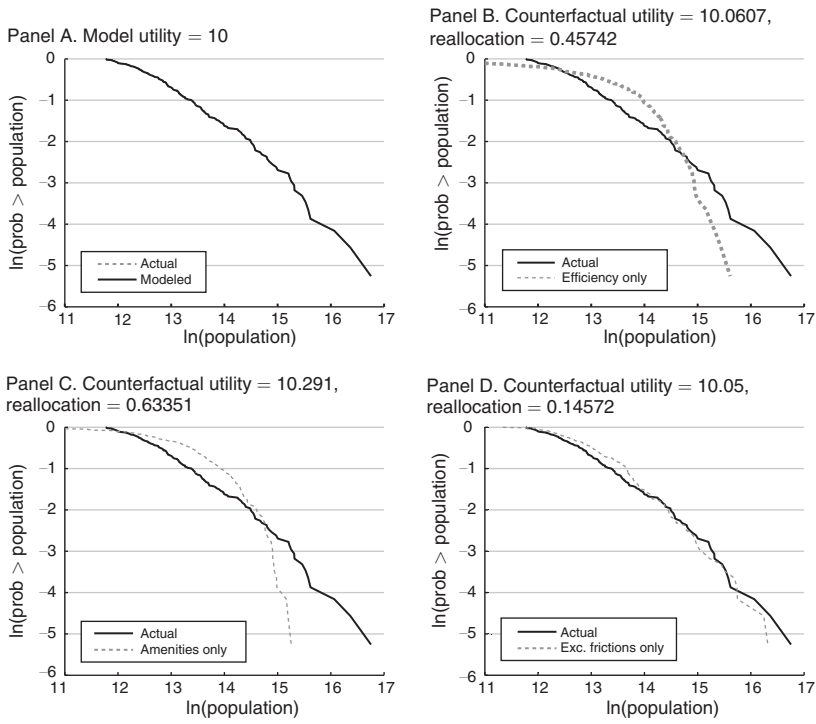 Panel A. Model utility = 10
0
−1
−2
−3
−4
−5
−6
ln(prob > population)
Actual
Modeled
11 12 13 14 15 16 17
ln(population)
Panel B. Counterfactual utility = 10.0607,
reallocation = 0.45742
0
−1
−2
−3
−4
−5
−6
ln(prob > population)
Actual
Efficiency only
11 12 13 14 15 16 17
ln(population)
Panel C. Counterfactual utility = 10.291,
reallocation = 0.63351
0
−1
−2
−3
−4
−5
−6
ln(prob > population)
Actual
Amenities only
11 12 13 14 15 16 17
ln(population)
Panel D. Counterfactual utility = 10.05,
reallocation = 0.14572
0
−1
−2
−3
−4
−5
−6
ln(prob > population)
Actual
Exc. frictions only
11 12 13 14 15 16 17
ln(population)